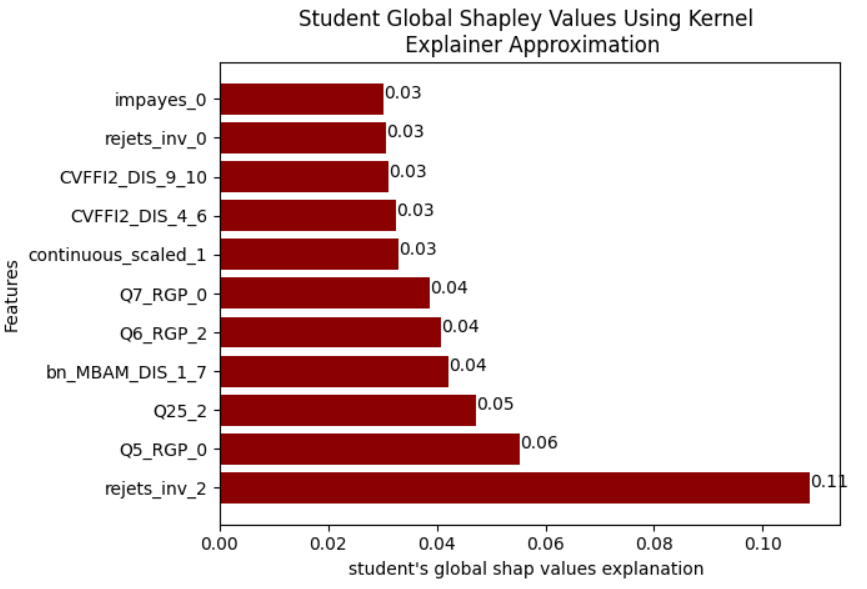 Student Global Shapley Values Using Kernel
Explainer Approximation
Features
impayes_0 0.03
rejets_inv_0 0.03
CVFFI2_DIS_9_10 0.03
CVFFI2_DIS_4_6 0.03
continuous_scaled_1 0.03
Q7_RGP_0 0.04
Q6_RGP_2 0.04
bn_MBAM_DIS_1_7 0.04
Q25_2 0.05
Q5_RGP_0 0.06
rejets_inv_2 0.11
0.00 0.02 0.04 0.06 0.08 0.10
student's global shap values explanation